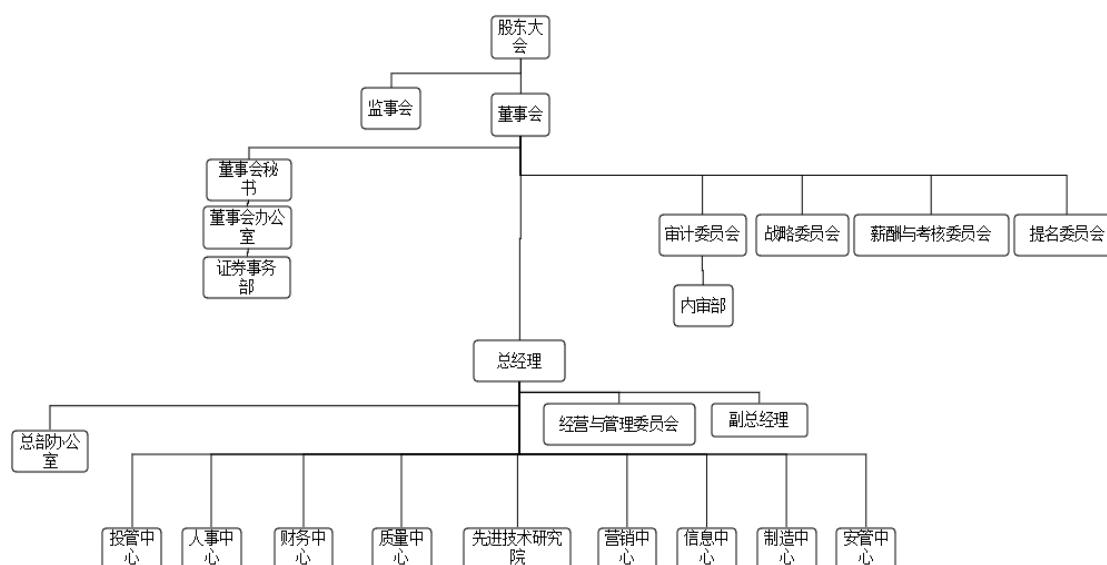 股东大
会
监事会
董事会
董事会秘
书
董事会办公
室
证券事务
部
审计委员会
战略委员会
薪酬与考核委员会
提名委员会
内审部
总经理
经营与管理委员会
副总经理
总部办公
室
投管中
心
人事中
心
财务中
心
质量中
心
先进技术研究
院
营销中
心
信息中
心
制造中
心
安管中
心